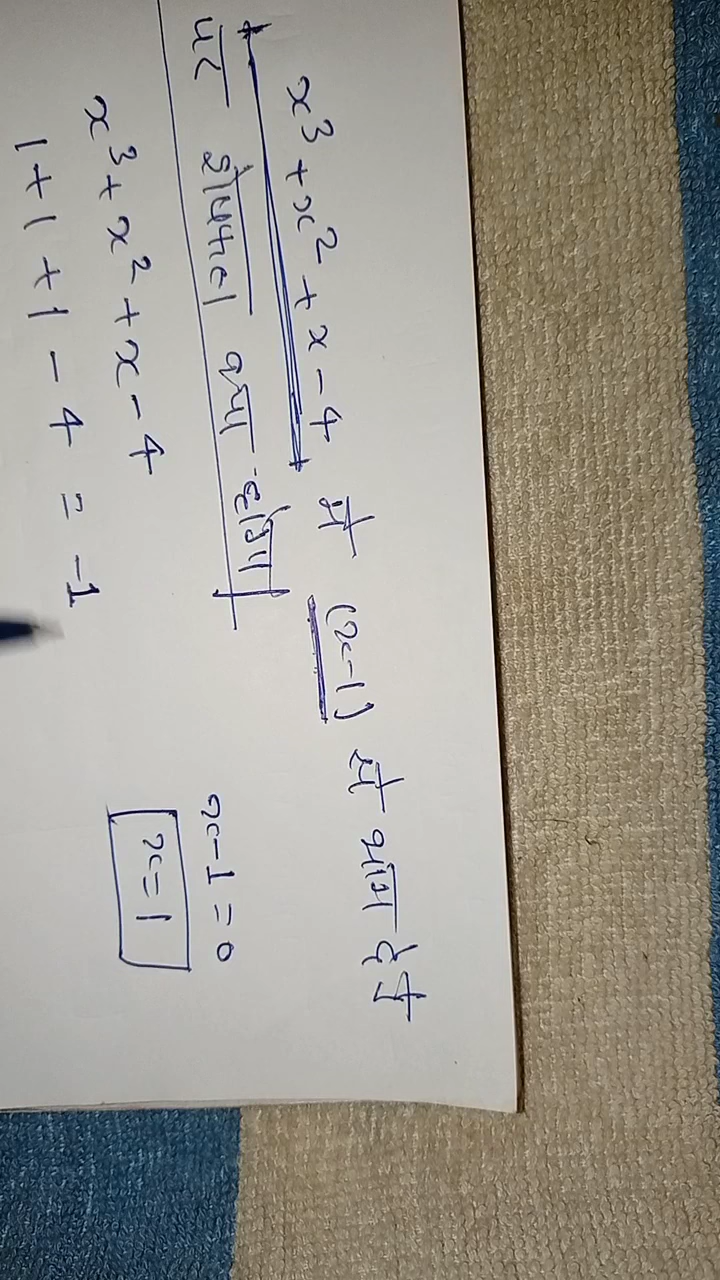 x³ + x² + x - 4 में (x-1) से भाग देने
पर शेषफल क्या होगा
x - 1 = 0
x = 1
x³ + x² + x - 4
1 + 1 + 1 - 4 = -1